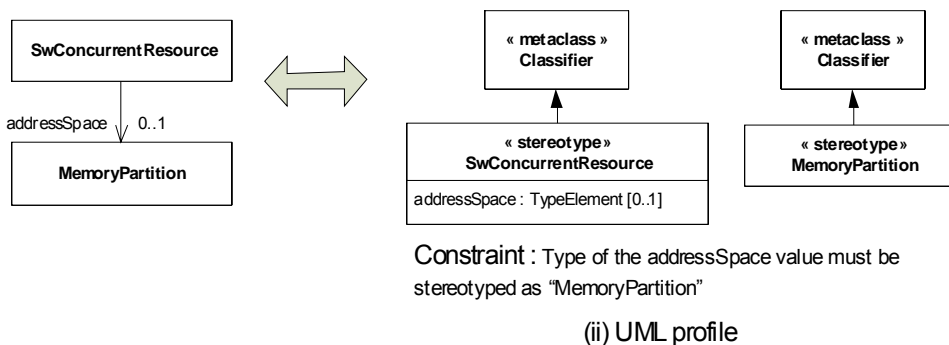 SwConcurrentResource
addressSpace 0..1
MemoryPartition
« metaclass »
Classifier
« stereotype »
SwConcurrentResource
addressSpace : TypeElement [0..1]
« metaclass »
Classifier
« stereotype »
MemoryPartition
Constraint : Type of the addressSpace value must be
stereotyped as “MemoryPartition”
(ii) UML profile